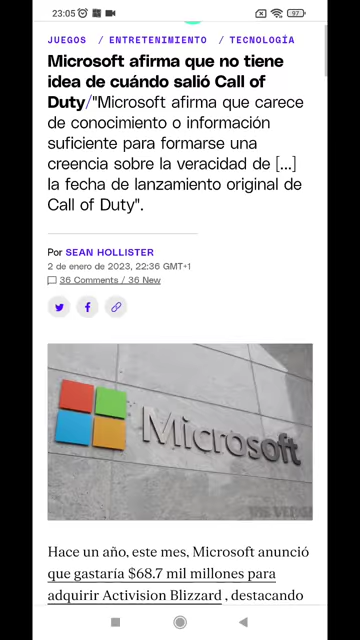 23:05
97
JUEGOS / ENTRETENIMIENTO / TECNOLOGÍA
Microsoft afirma que no tiene
idea de cuándo salió Call of
Duty/"Microsoft afirma que carece
de conocimiento o información
suficiente para formarse una
creencia sobre la veracidad de [...]
la fecha de lanzamiento original de
Call of Duty".
Por SEAN HOLLISTER
2 de enero de 2023, 22:36 GMT+1
36 Comments / 36 New
Microsoft
Hace un año, este mes, Microsoft anunció
que gastaría $68.7 mil millones para
adquirir Activision Blizzard , destacando